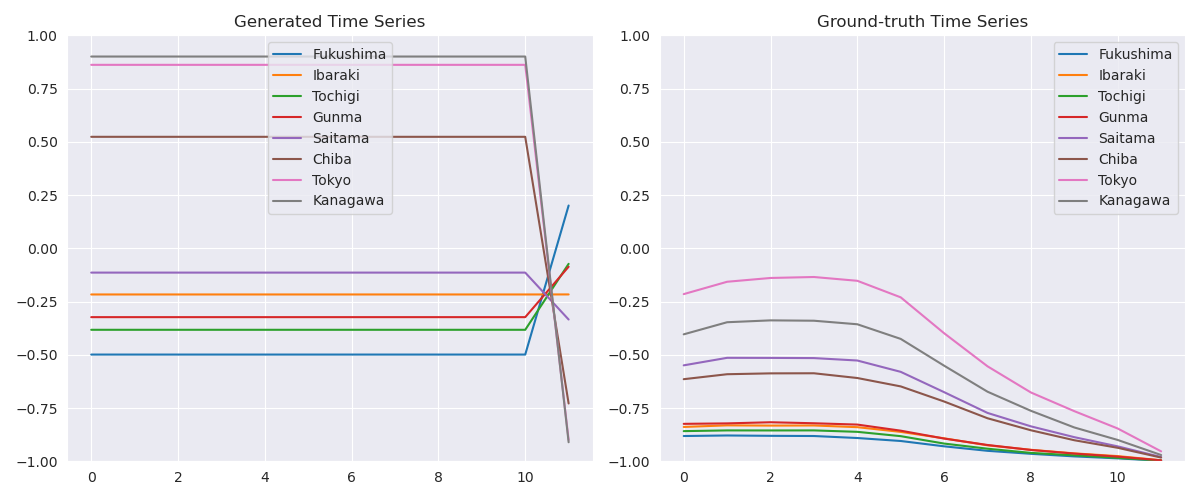 Generated Time Series
1.00
0.75
0.50
0.25
0.00
−0.25
−0.50
−0.75
−1.00
0 2 4 6 8 10
Fukushima
Ibaraki
Tochigi
Gunma
Saitama
Chiba
Tokyo
Kanagawa
Ground-truth Time Series
1.00
0.75
0.50
0.25
0.00
−0.25
−0.50
−0.75
−1.00
0 2 4 6 8 10
Fukushima
Ibaraki
Tochigi
Gunma
Saitama
Chiba
Tokyo
Kanagawa